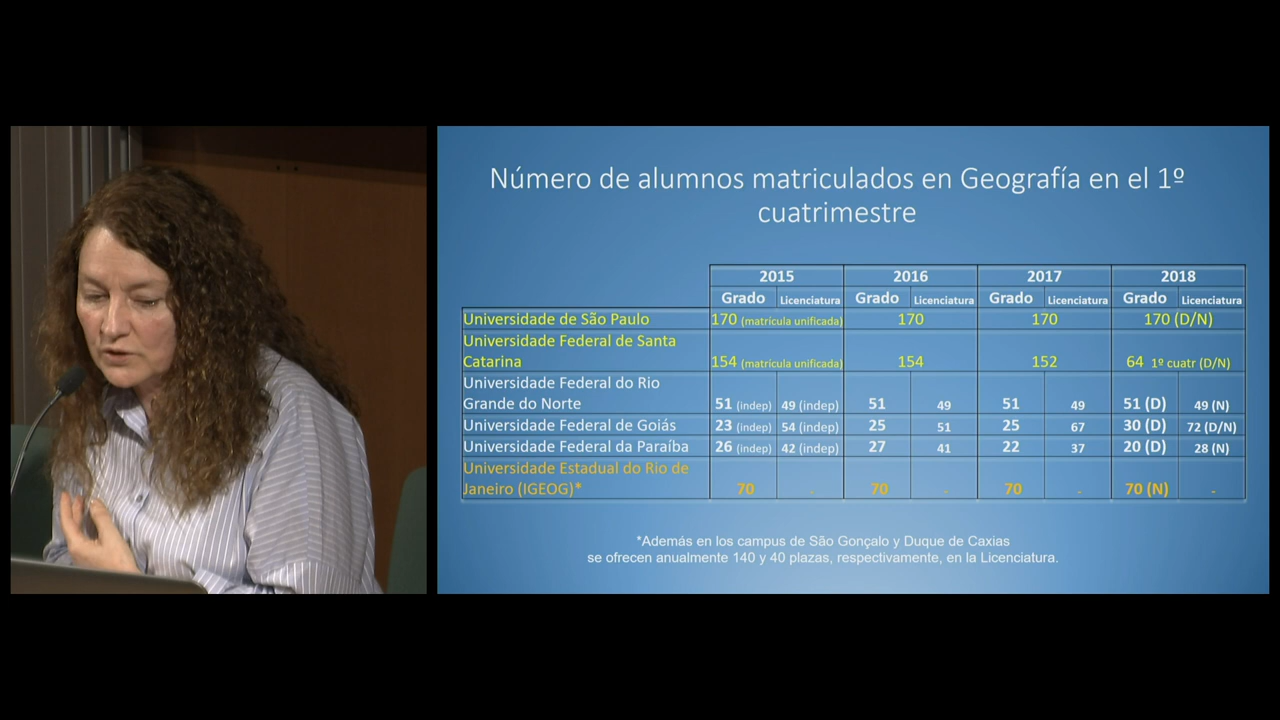 Número de alumnos matriculados en Geografía en el 1º
cuatrimestre
2015 2016 2017 2018
Grado Licenciatura Grado Licenciatura Grado Licenciatura Grado Licenciatura
Universidade de São Paulo 170 (matrícula unificada) 170 170 170 (D/N)
Universidade Federal de Santa
Catarina 154 (matrícula unificada) 154 152 64 1º cuatr (D/N)
Universidade Federal do Rio
Grande do Norte 51 (indep) 49 (indep) 51 49 51 49 51 (D) 49 (N)
Universidade Federal de Goiás 23 (indep) 54 (indep) 25 51 25 67 30 (D) 72 (D/N)
Universidade Federal da Paraíba 26 (indep) 42 (indep) 27 41 22 37 20 (D) 28 (N)
Universidade Estadual do Rio de
Janeiro (IGEOG)* 70 - 70 - 70 - 70 (N) -
*Además en los campus de São Gonçalo y Duque de Caxias
se ofrecen anualmente 140 y 40 plazas, respectivamente, en la Licenciatura.